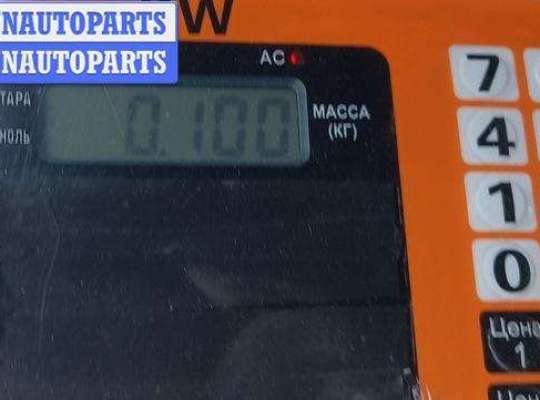 NAUTOPARTS
NAUTOPARTS
W
AC
ТАРА
НОЛЬ
0.100
МАССА
(КГ)
7
4
1
0
Цена
1